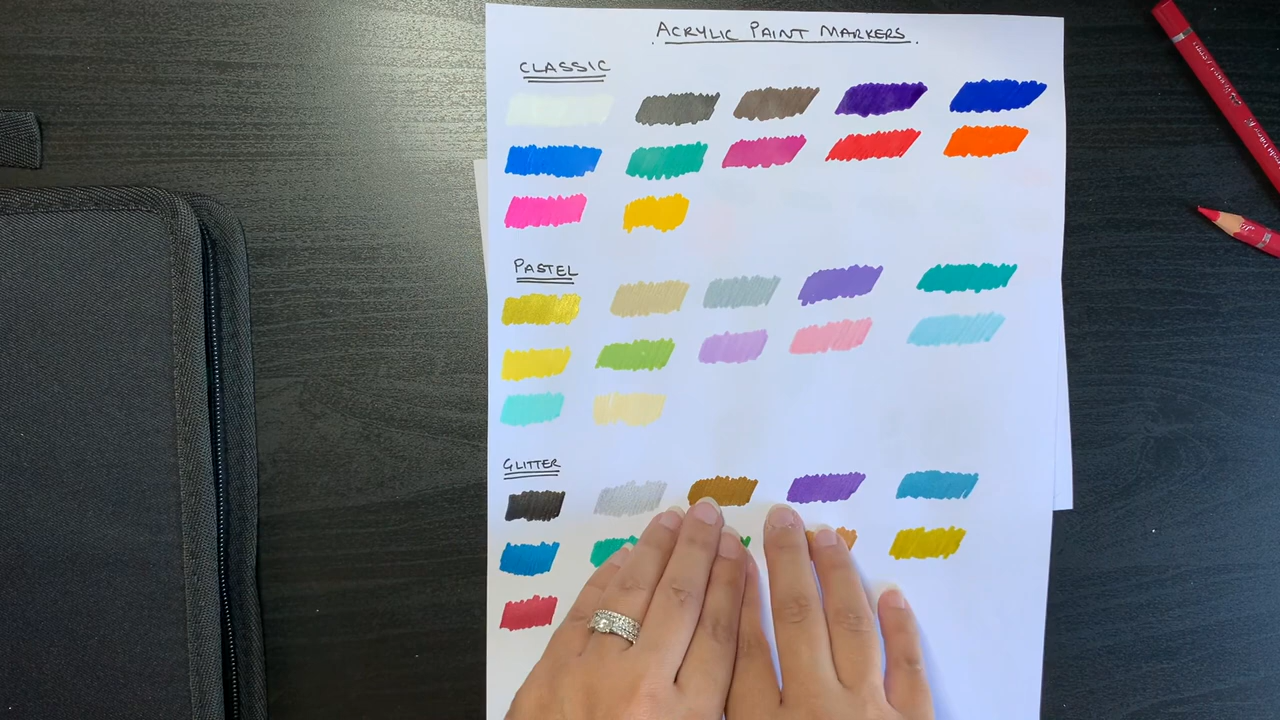 ACRYLIC PAINT MARKERS.
CLASSIC
PASTEL
GLITTER